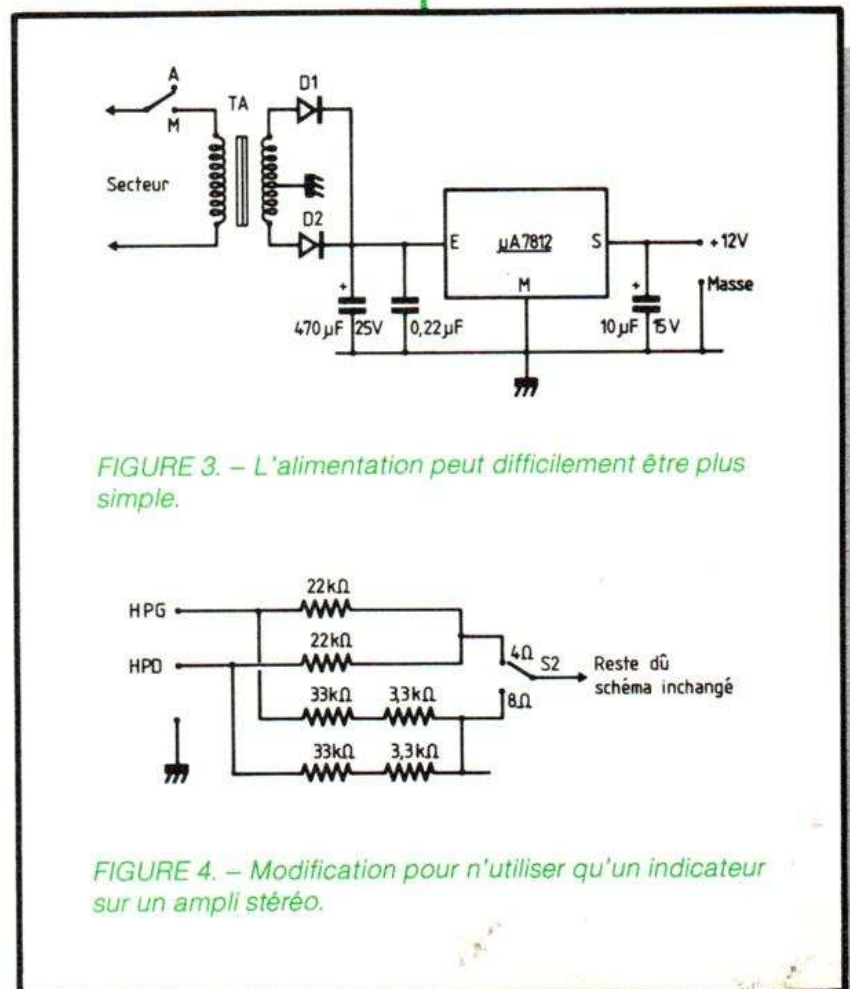 A
TA
D1
M
Secteur
D2
E
µA7812
S
+12V
M
Masse
+
470µF 25V
0,22µF
+
10µF 15V
FIGURE 3. – L'alimentation peut difficilement être plus
simple.
22kΩ
HPG
22kΩ
4Ω
HPD
S2
Reste dû
schéma inchangé
33kΩ
3,3kΩ
8Ω
33kΩ
3,3kΩ
FIGURE 4. – Modification pour n'utiliser qu'un indicateur
sur un ampli stéréo.